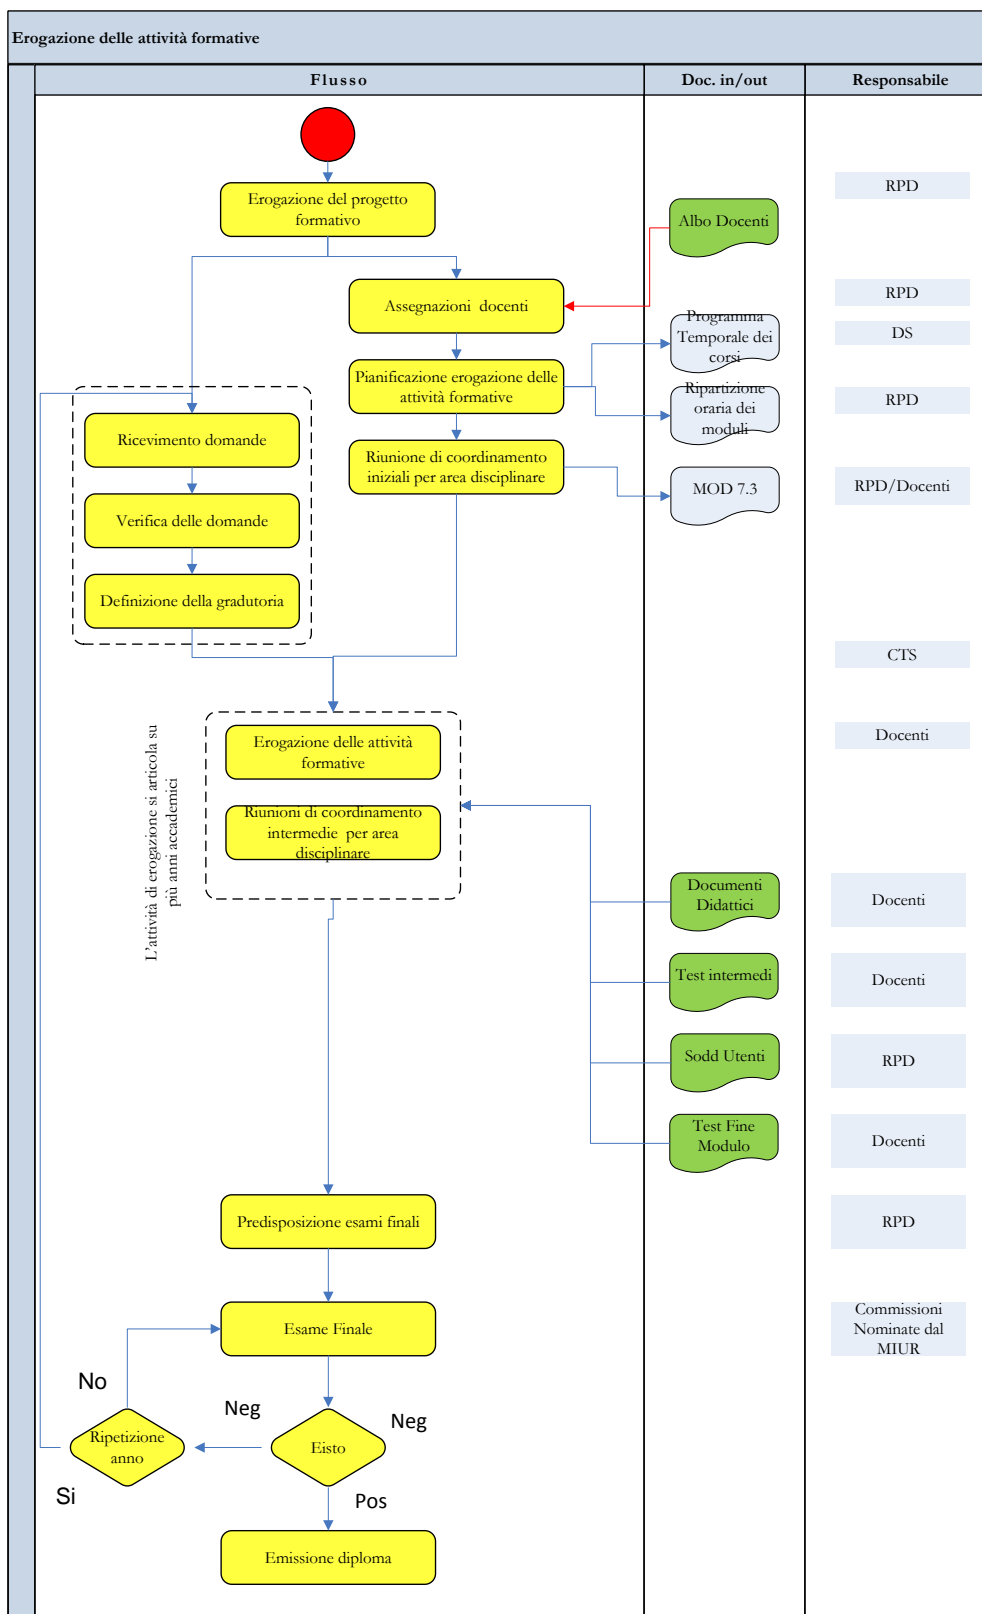 Erogazione delle attività formative
Flusso
Doc. in/out
Responsabile
Erogazione del progetto
formativo
RPD
Albo Docenti
Assegnazioni docenti
RPD
Programma
Temporale dei
corsi
DS
Pianificazione erogazione delle
attività formative
Ripartizione
oraria dei
moduli
RPD
Ricevimento domande
Riunione di coordinamento
iniziali per area disciplinare
MOD 7.3
RPD/Docenti
Verifica delle domande
Definizione della gradutoria
CTS
L'attività di erogazione si articola su
più anni accademici
Erogazione delle attività
formative
Docenti
Riunioni di coordinamento
intermedie per area
disciplinare
Documenti
Didattici
Docenti
Test intermedi
Docenti
Sodd Utenti
RPD
Test Fine
Modulo
Docenti
Predisposizione esami finali
RPD
Esame Finale
Commissioni
Nominate dal
MIUR
No
Neg
Neg
Ripetizione
anno
Eisto
Si
Pos
Emissione diploma